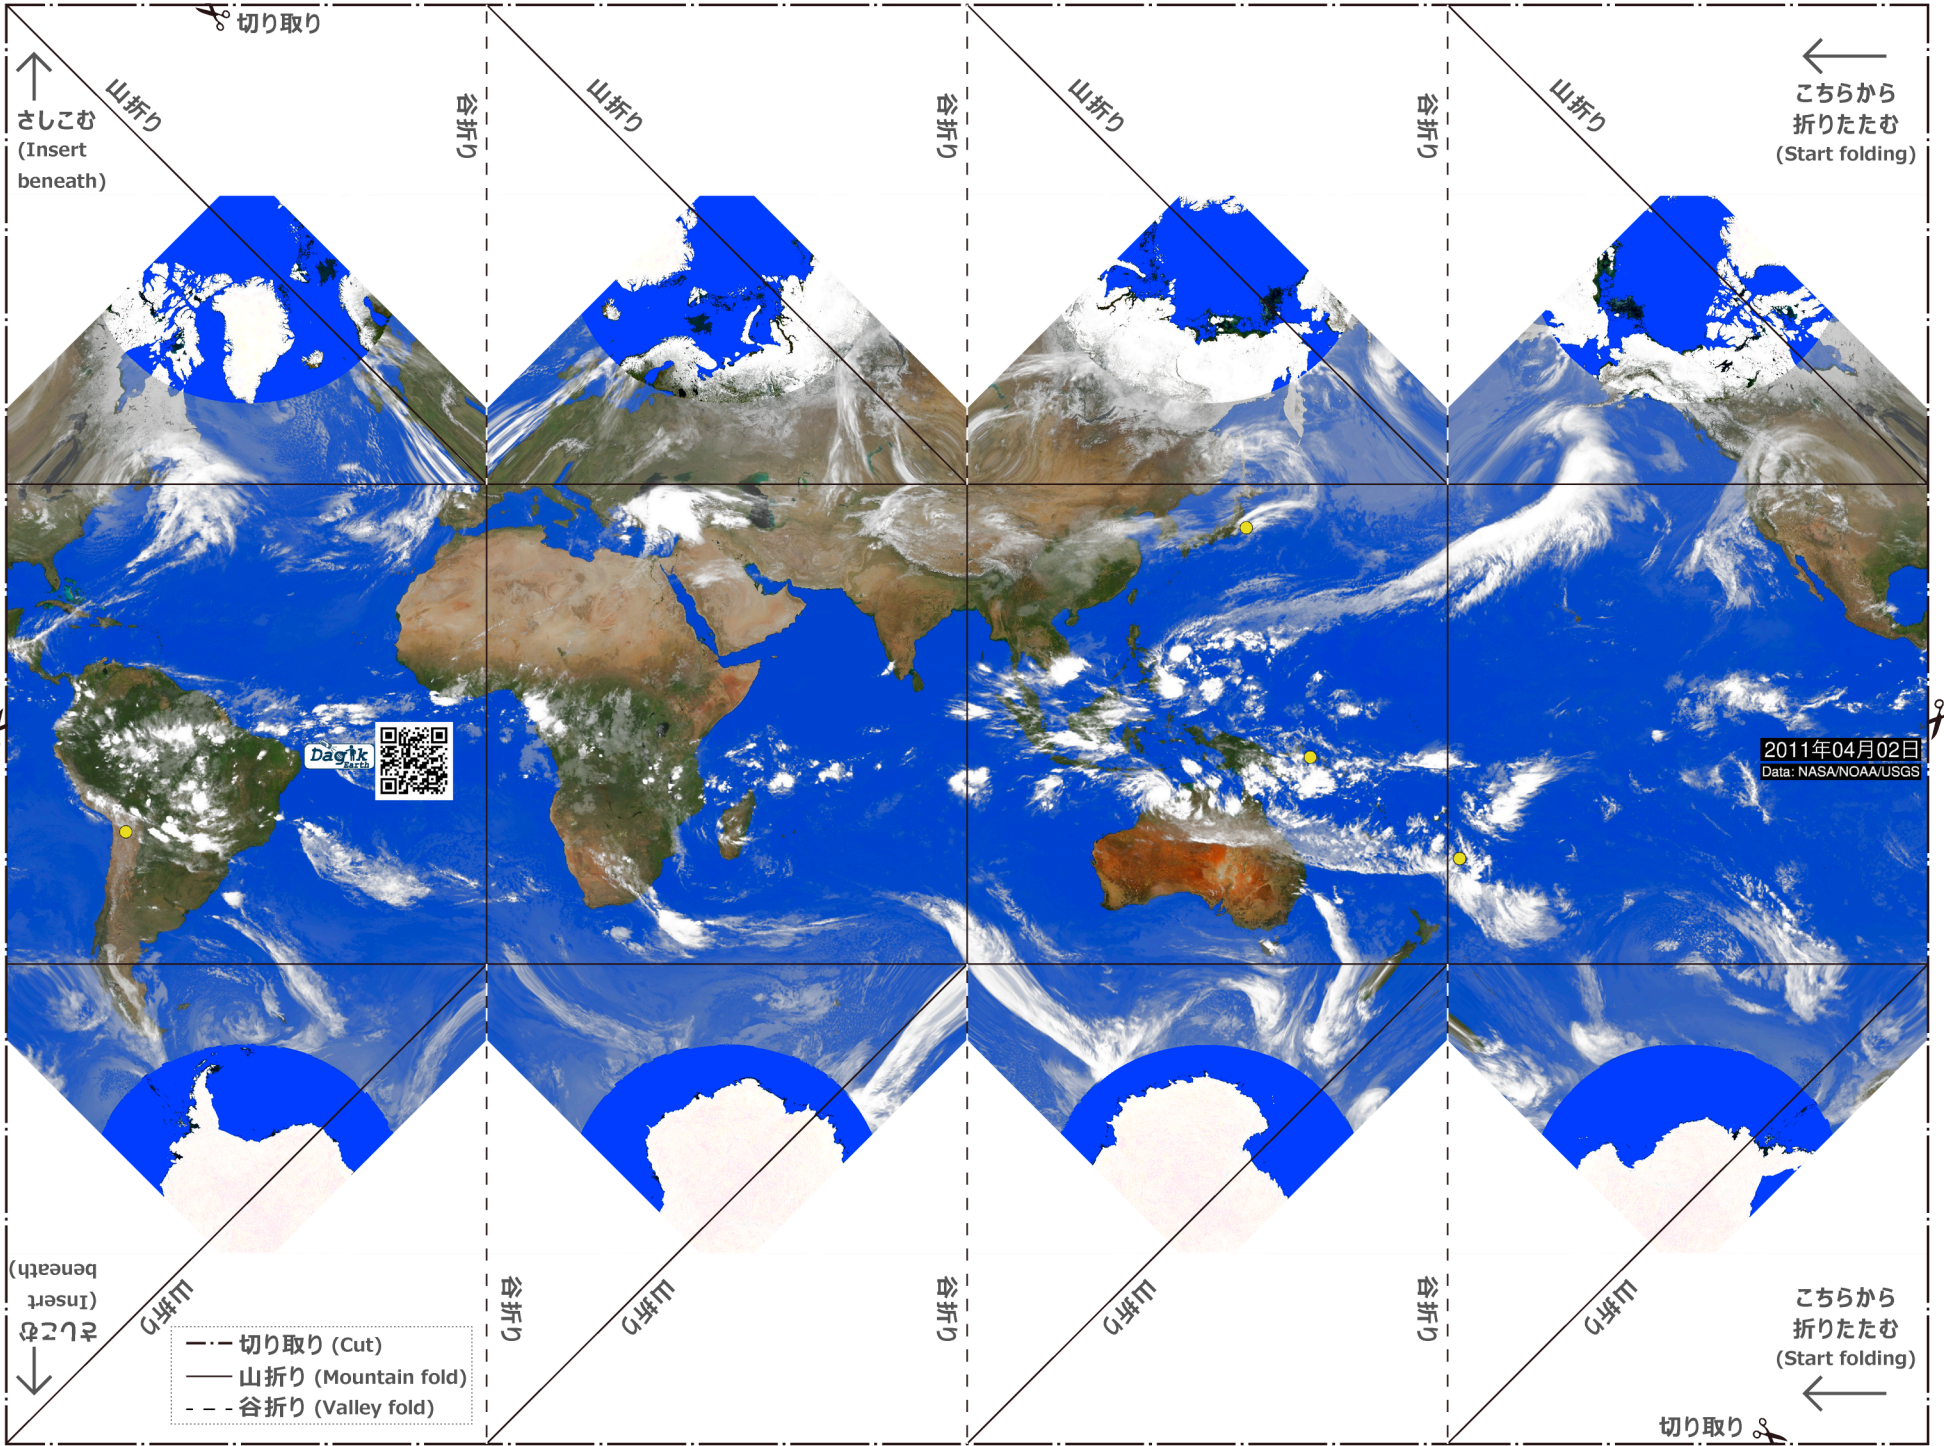 切り取り
山折り
谷折り
山折り
谷折り
山折り
谷折り
山折り
さしこむ
(Insert
beneath)
こちらから
折りたたむ
(Start folding)
Dagik
Earth
2011年04月02日
Data: NASA/NOAA/USGS
さしこむ
(Insert
beneath)
山折り
谷折り
山折り
谷折り
山折り
谷折り
山折り
こちらから
折りたたむ
(Start folding)
切り取り (Cut)
山折り (Mountain fold)
谷折り (Valley fold)
切り取り